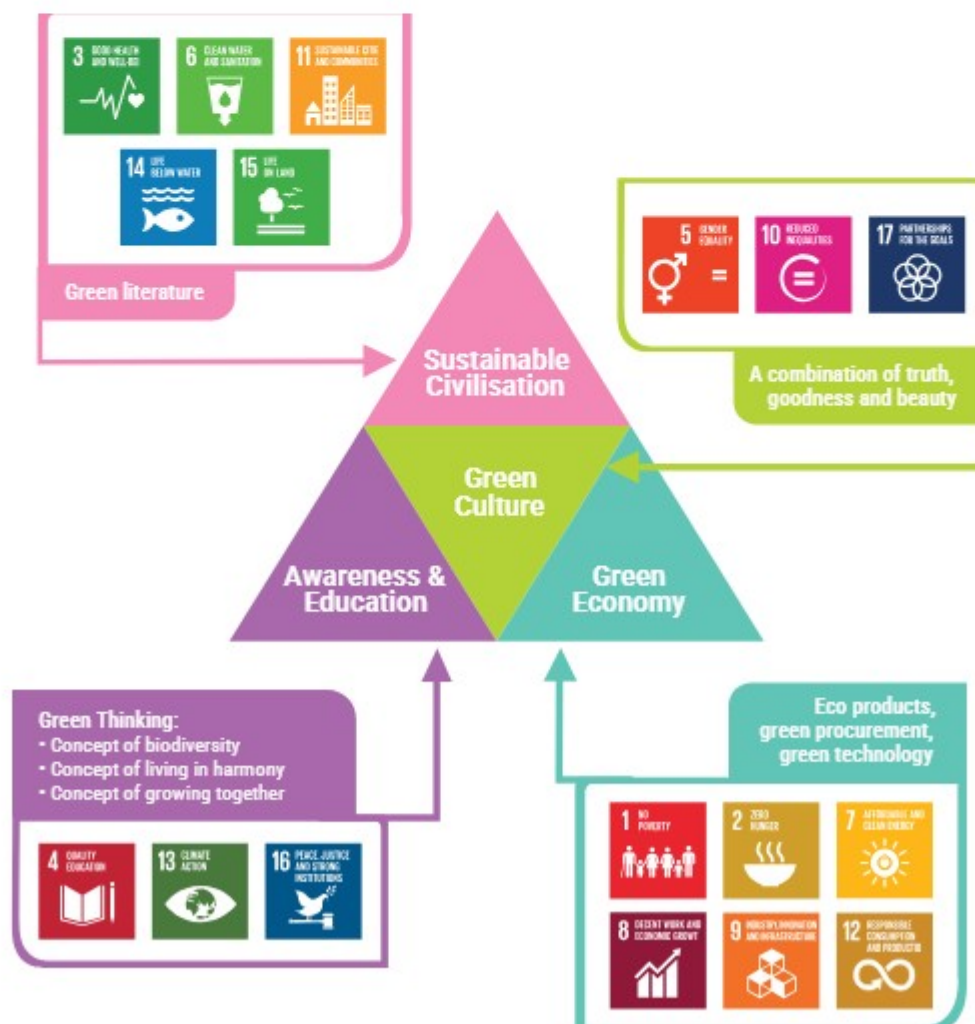 3 GOOD HEALTH
AND WELL-BEI
6 CLEAN WATER
AND SANITATION
11 SUSTAINABLE CITIE
AND COMMUNITIES
14 LIFE
BELOW WATER
15 LIFE
ON LAND
Green literature
5 GENDER
EQUALITY
10 REDUCED
INEQUALITIES
17 PARTNERSHIPS
FOR THE GOALS
A combination of truth,
goodness and beauty
Sustainable
Civilisation
Green
Culture
Awareness &
Education
Green
Economy
Green Thinking:
- Concept of biodiversity
- Concept of living in harmony
- Concept of growing together
4 QUALITY
EDUCATION
13 CLIMATE
ACTION
16 PEACE, JUSTICE
AND STRONG
INSTITUTIONS
Eco products,
green procurement,
green technology
1 NO
POVERTY
2 ZERO
HUNGER
7 AFFORDABLE AND
CLEAN ENERGY
8 DECENT WORK AND
ECONOMIC GROWT
9 INDUSTRY, INNOVATION
AND INFRASTRUCTURE
12 RESPONSIBLE
CONSUMPTION
AND PRODUCTIO